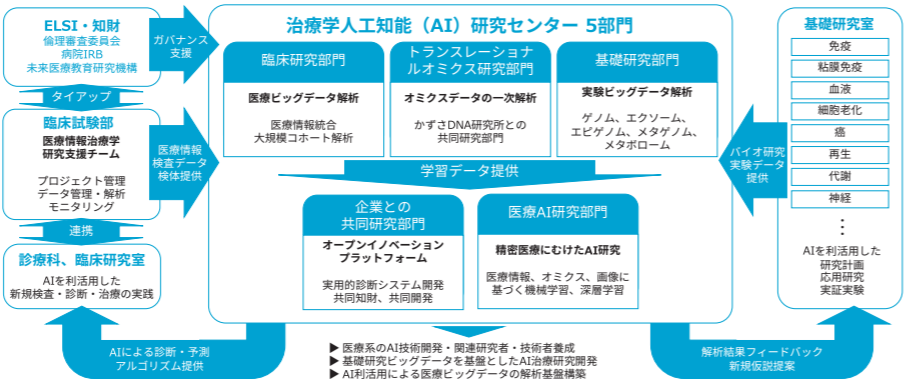 ELSI・知財
倫理審査委員会
病院IRB
未来医療教育研究機構
タイアップ
臨床試験部
医療情報治療学
研究支援チーム
プロジェクト管理
データ管理・解析
モニタリング
連携
診療科、臨床研究室
AIを利活用した
新規検査・診断・治療の実践
ガバナンス
支援
医療情報
検査データ
検体提供
治療学人工知能（AI）研究センター 5部門
臨床研究部門
医療ビッグデータ解析
医療情報統合
大規模コホート解析
トランスレーショナ
ルオミクス研究部門
オミクスデータの一次解析
かずさDNA研究所との
共同研究部門
基礎研究部門
実験ビッグデータ解析
ゲノム、エクソーム、
エピゲノム、メタゲノム、
メタボローム
学習データ提供
企業との
共同研究部門
オープンイノベーション
プラットフォーム
実用的診断システム開発
共同知財、共同開発
医療AI研究部門
精密医療にむけたAI研究
医療情報、オミクス、画像に
基づく機械学習、深層学習
バイオ研究
実験データ
提供
基礎研究室
免疫
粘膜免疫
血液
細胞老化
癌
再生
代謝
神経
⋮
AIを利活用した
研究計画
応用研究
実証実験
AIによる診断・予測
アルゴリズム提供
▶ 医療系のAI技術開発・関連研究者・技術者養成
▶ 基礎研究ビッグデータを基盤としたAI治療研究開発
▶ AI利活用による医療ビッグデータの解析基盤構築
解析結果フィードバック
新規仮説提案